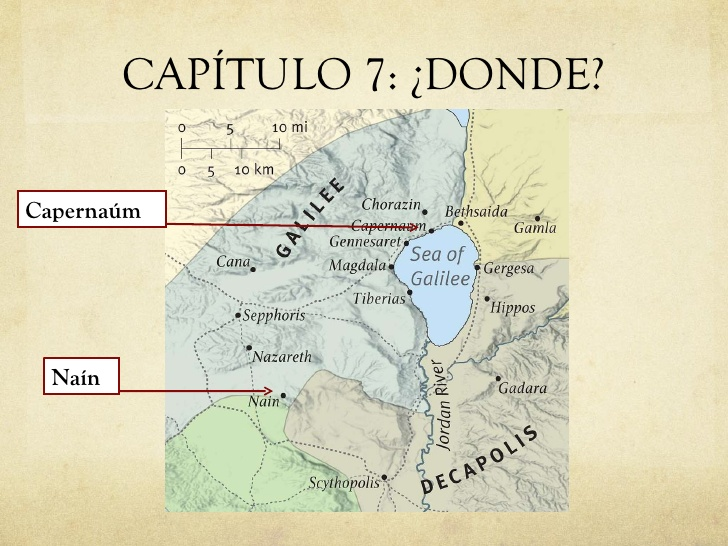 CAPÍTULO 7: ¿DONDE?
0 5 10 mi
0 5 10 km
Capernaúm
GALILEE
Chorazin
Bethsaida
Capernaum
Gamla
Gennesaret
Cana
Magdala
Sea of
Galilee
Gergesa
Tiberias
Hippos
Sepphoris
Nazareth
Naín
Nain
Jordan River
Gadara
DECAPOLIS
Scythopolis